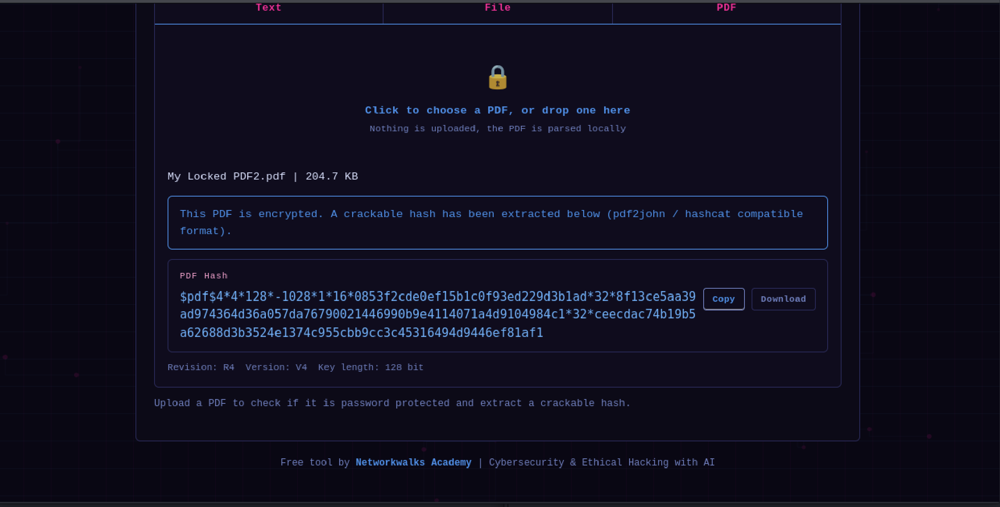 Text File PDF
Click to choose a PDF, or drop one here
Nothing is uploaded, the PDF is parsed locally
My Locked PDF2.pdf | 204.7 KB
This PDF is encrypted. A crackable hash has been extracted below (pdf2john / hashcat compatible
format).
PDF Hash
$pdf$4*4*128*-1028*1*16*0853f2cde0ef15b1c0f93ed229d3b1ad*32*8f13ce5aa39
ad974364d36a057da76790021446990b9e4114071a4d9104984c1*32*ceecdac74b19b5
a62688d3b3524e1374c955cbb9cc3c45316494d9446ef81af1
Copy Download
Revision: R4 Version: V4 Key length: 128 bit
Upload a PDF to check if it is password protected and extract a crackable hash.
Free tool by Networkwalks Academy | Cybersecurity & Ethical Hacking with AI